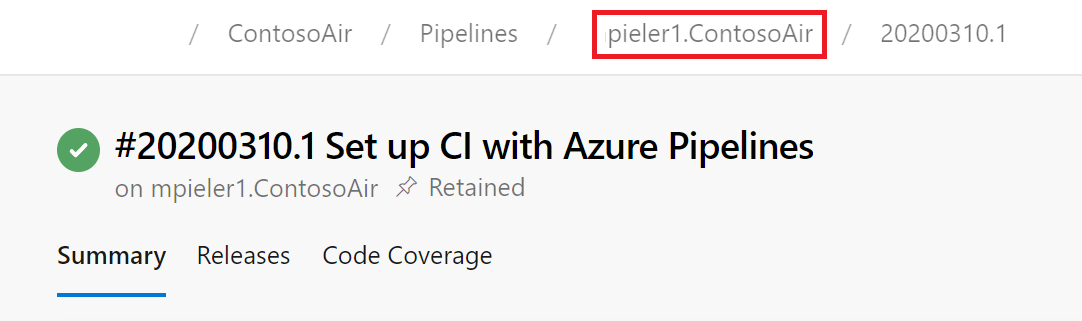 / ContosoAir / Pipelines / pieler1.ContosoAir / 20200310.1
#20200310.1 Set up CI with Azure Pipelines
on mpieler1.ContosoAir Retained
Summary Releases Code Coverage